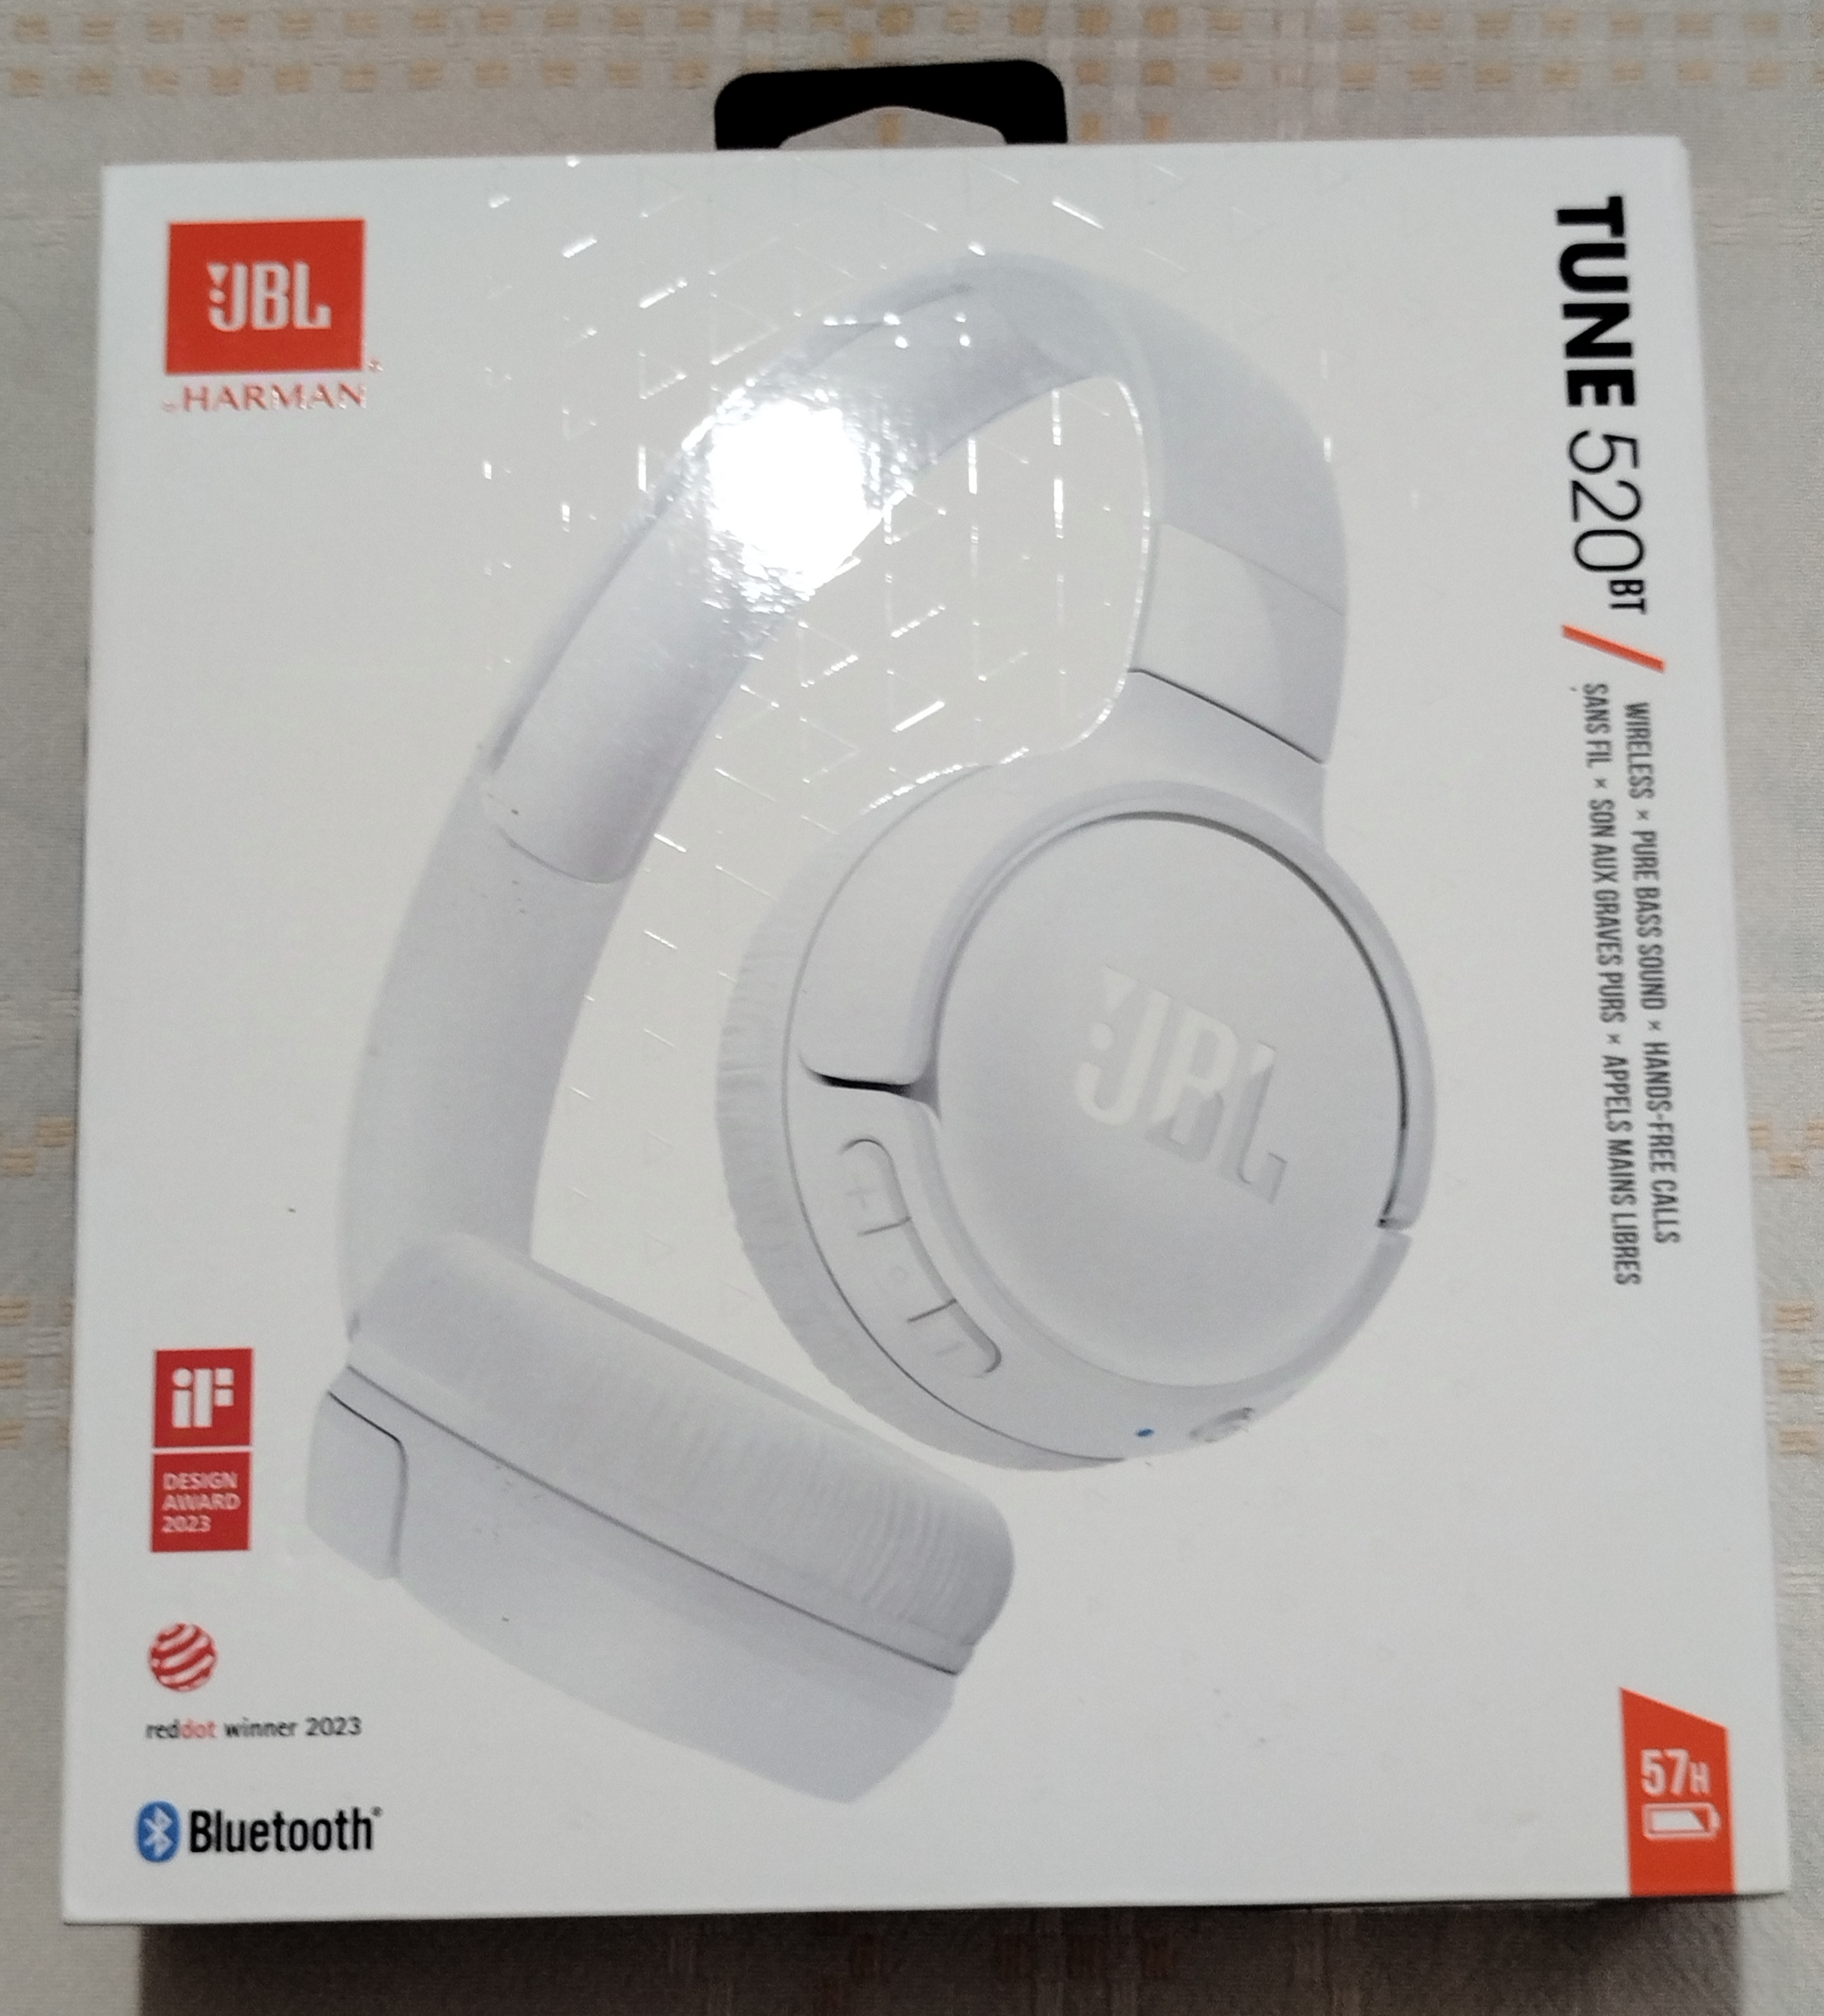 JBL
by HARMAN
TUNE 520BT
WIRELESS × PURE BASS SOUND × HANDS-FREE CALLS
SANS FIL × SON AUX GRAVES PURS × APPELS MAINS LIBRES
JBL
iF
DESIGN
AWARD
2023
reddot winner 2023
Bluetooth®
57H